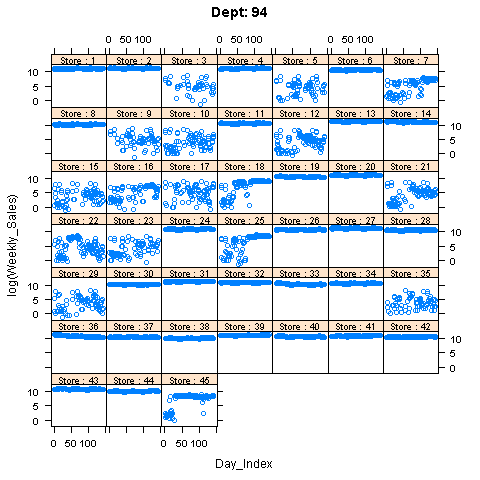 Dept: 94
0 50 100 0 50 100 0 50 100
Store : 1 Store : 2 Store : 3 Store : 4 Store : 5 Store : 6 Store : 7
10
5
0
Store : 8 Store : 9 Store : 10 Store : 11 Store : 12 Store : 13 Store : 14
10
5
0
Store : 15 Store : 16 Store : 17 Store : 18 Store : 19 Store : 20 Store : 21
10
5
0
Store : 22 Store : 23 Store : 24 Store : 25 Store : 26 Store : 27 Store : 28
10
5
0
Store : 29 Store : 30 Store : 31 Store : 32 Store : 33 Store : 34 Store : 35
10
5
0
Store : 36 Store : 37 Store : 38 Store : 39 Store : 40 Store : 41 Store : 42
10
5
0
Store : 43 Store : 44 Store : 45
10
5
0
0 50 100 0 50 100
log(Weekly_Sales)
Day_Index